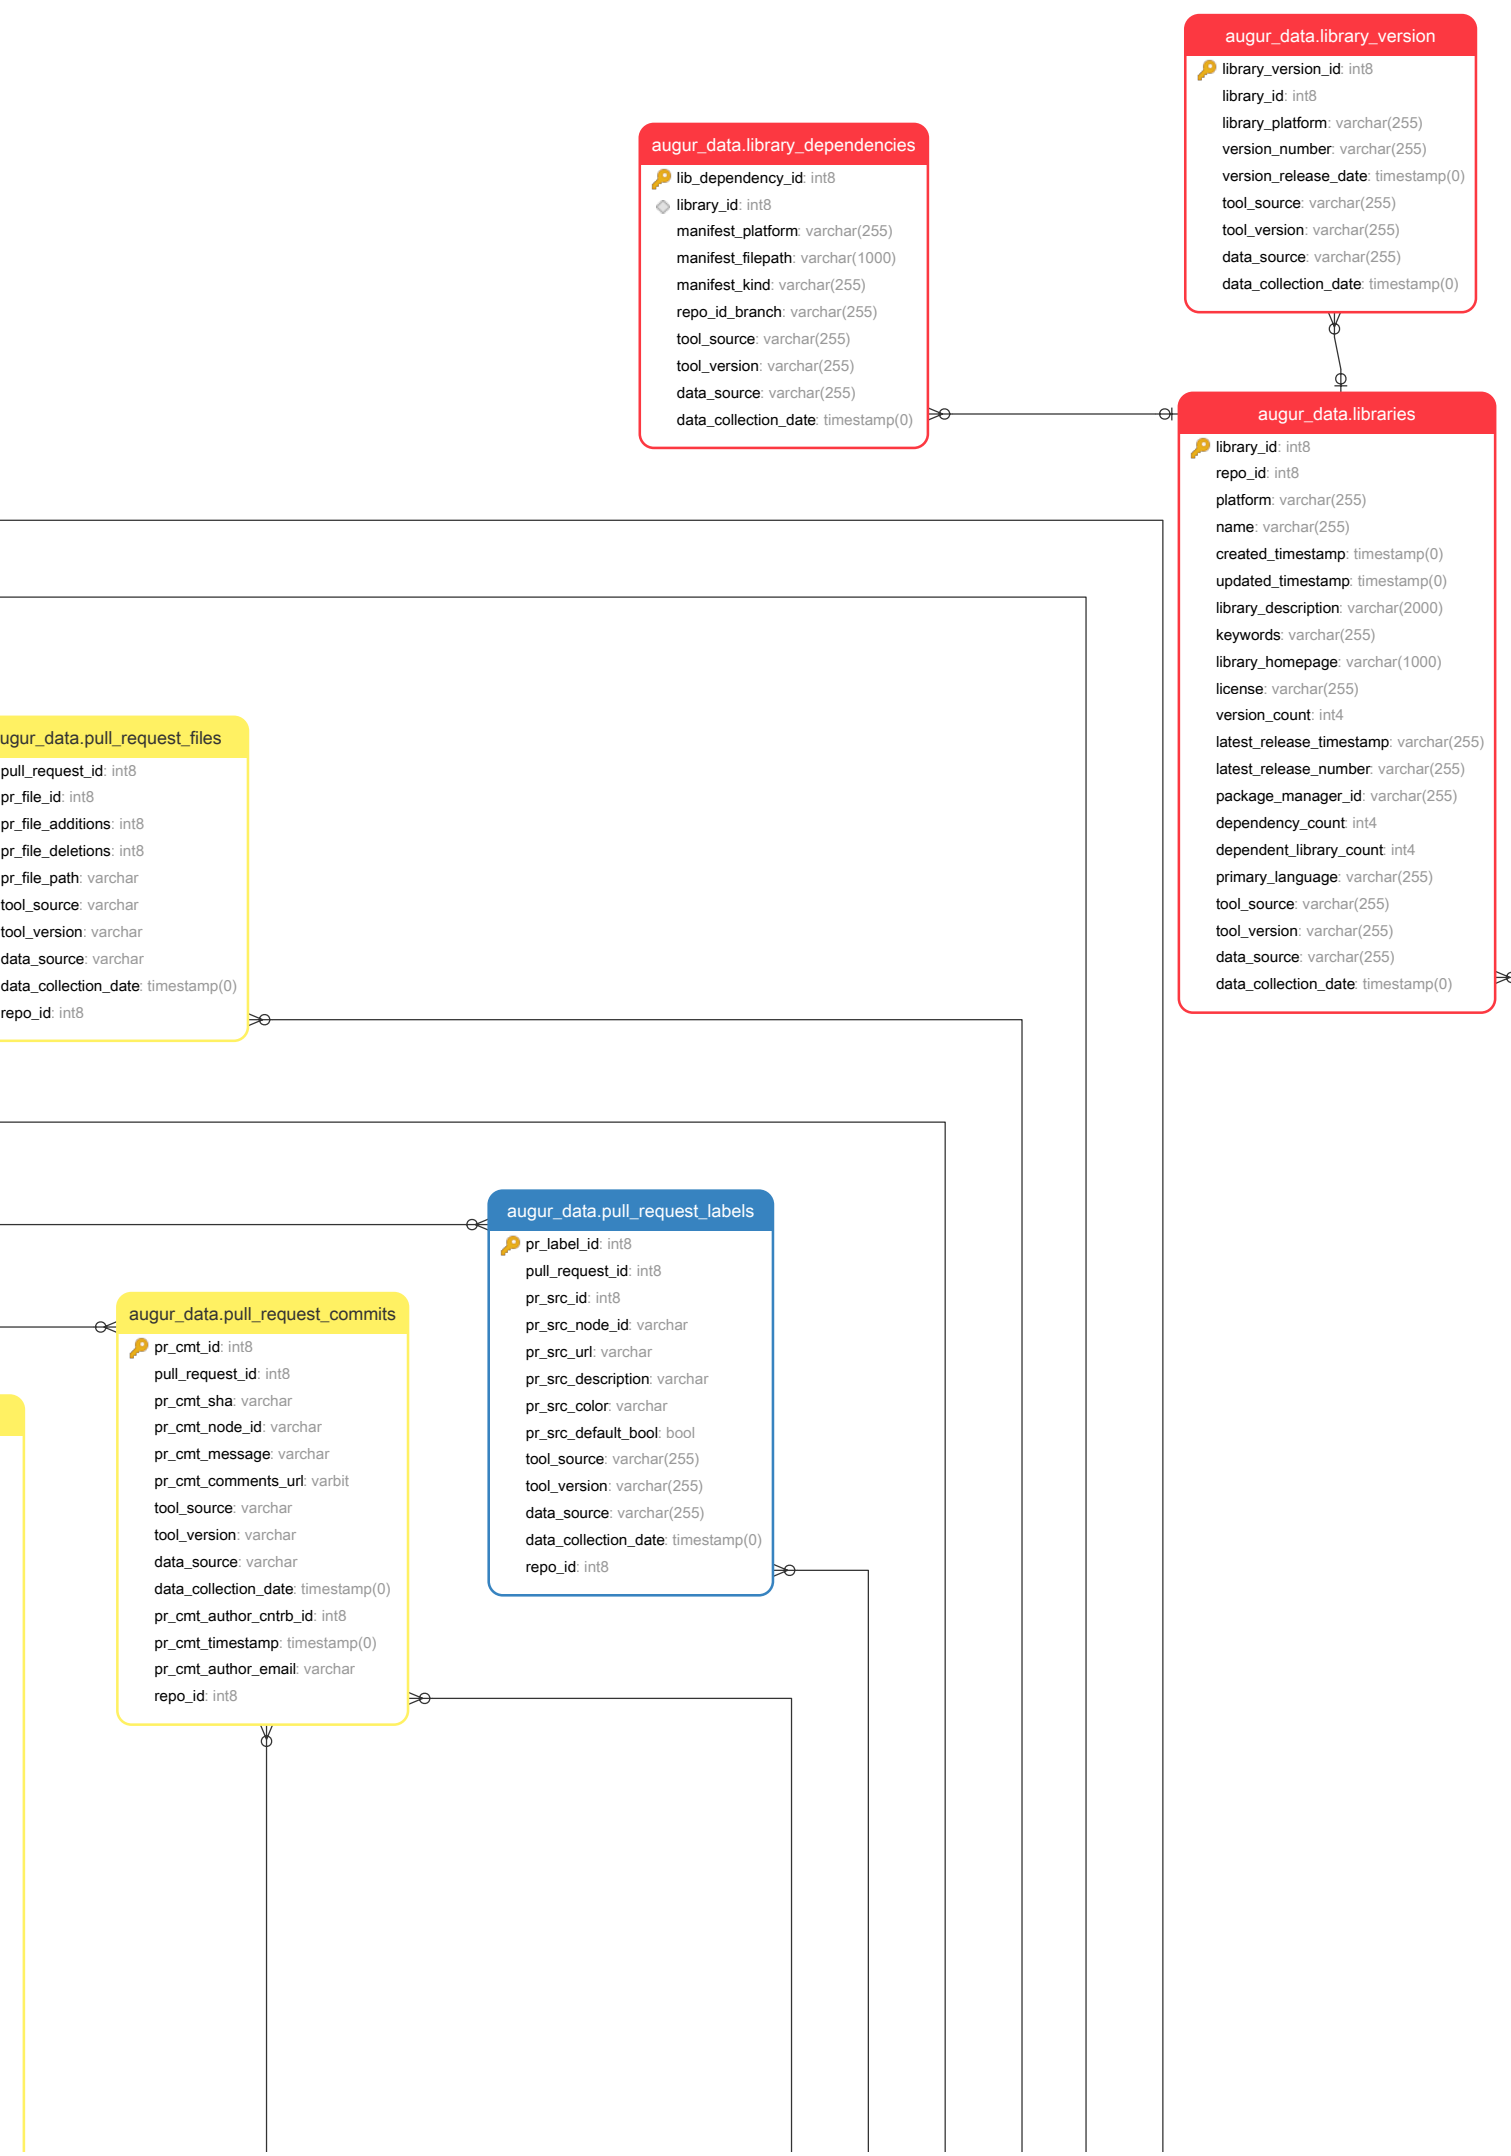 augur_data.library_version
library_version_id: int8
library_id: int8
library_platform: varchar(255)
version_number: varchar(255)
version_release_date: timestamp(0)
tool_source: varchar(255)
tool_version: varchar(255)
data_source: varchar(255)
data_collection_date: timestamp(0)
augur_data.library_dependencies
lib_dependency_id: int8
library_id: int8
manifest_platform: varchar(255)
manifest_filepath: varchar(1000)
manifest_kind: varchar(255)
repo_id_branch: varchar(255)
tool_source: varchar(255)
tool_version: varchar(255)
data_source: varchar(255)
data_collection_date: timestamp(0)
augur_data.libraries
library_id: int8
repo_id: int8
platform: varchar(255)
name: varchar(255)
created_timestamp: timestamp(0)
updated_timestamp: timestamp(0)
library_description: varchar(2000)
keywords: varchar(255)
library_homepage: varchar(1000)
license: varchar(255)
version_count: int4
latest_release_timestamp: varchar(255)
latest_release_number: varchar(255)
package_manager_id: varchar(255)
dependency_count: int4
dependent_library_count: int4
primary_language: varchar(255)
tool_source: varchar(255)
tool_version: varchar(255)
data_source: varchar(255)
data_collection_date: timestamp(0)
ugur_data.pull_request_files
pull_request_id: int8
pr_file_id: int8
pr_file_additions: int8
pr_file_deletions: int8
pr_file_path: varchar
tool_source: varchar
tool_version: varchar
data_source: varchar
data_collection_date: timestamp(0)
repo_id: int8
augur_data.pull_request_labels
pr_label_id: int8
pull_request_id: int8
pr_src_id: int8
pr_src_node_id: varchar
pr_src_url: varchar
pr_src_description: varchar
pr_src_color: varchar
pr_src_default_bool: bool
tool_source: varchar(255)
tool_version: varchar(255)
data_source: varchar(255)
data_collection_date: timestamp(0)
repo_id: int8
augur_data.pull_request_commits
pr_cmt_id: int8
pull_request_id: int8
pr_cmt_sha: varchar
pr_cmt_node_id: varchar
pr_cmt_message: varchar
pr_cmt_comments_url: varbit
tool_source: varchar
tool_version: varchar
data_source: varchar
data_collection_date: timestamp(0)
pr_cmt_author_cntrb_id: int8
pr_cmt_timestamp: timestamp(0)
pr_cmt_author_email: varchar
repo_id: int8